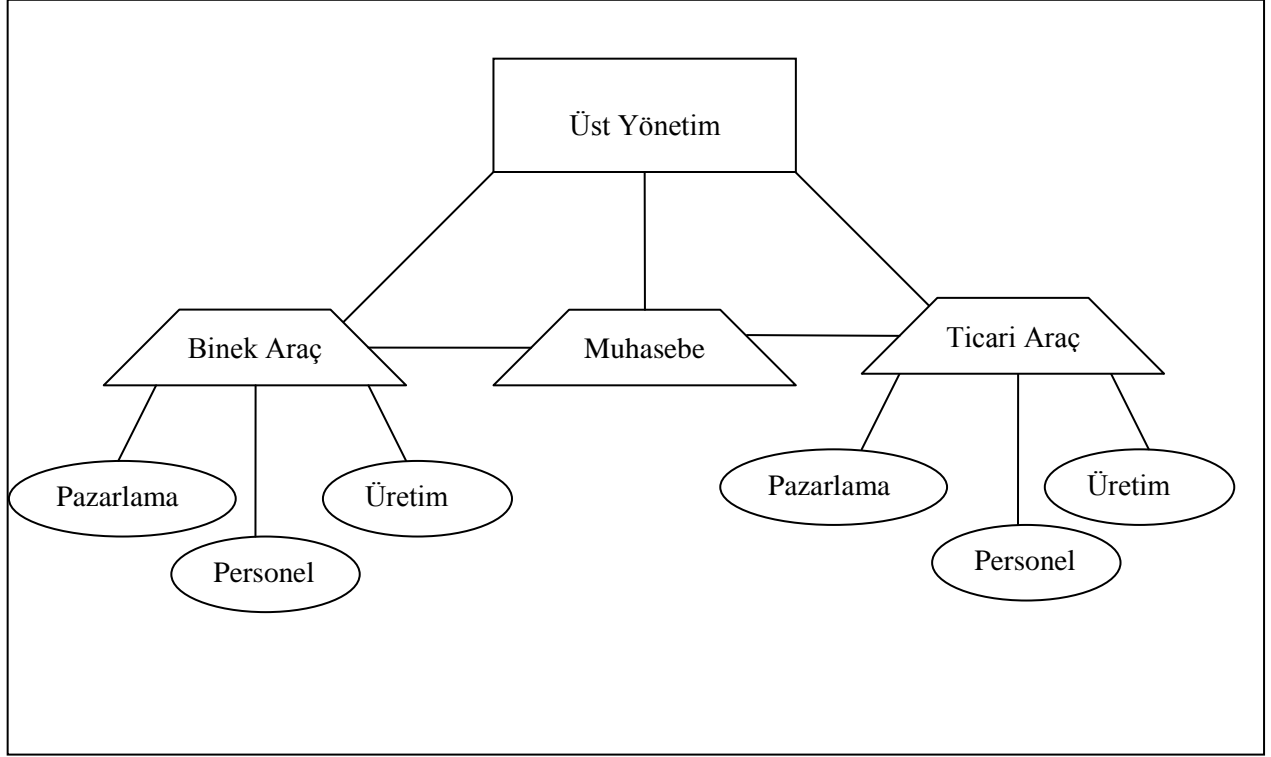 Üst Yönetim
Binek Araç
Muhasebe
Ticari Araç
Pazarlama
Üretim
Personel
Pazarlama
Üretim
Personel